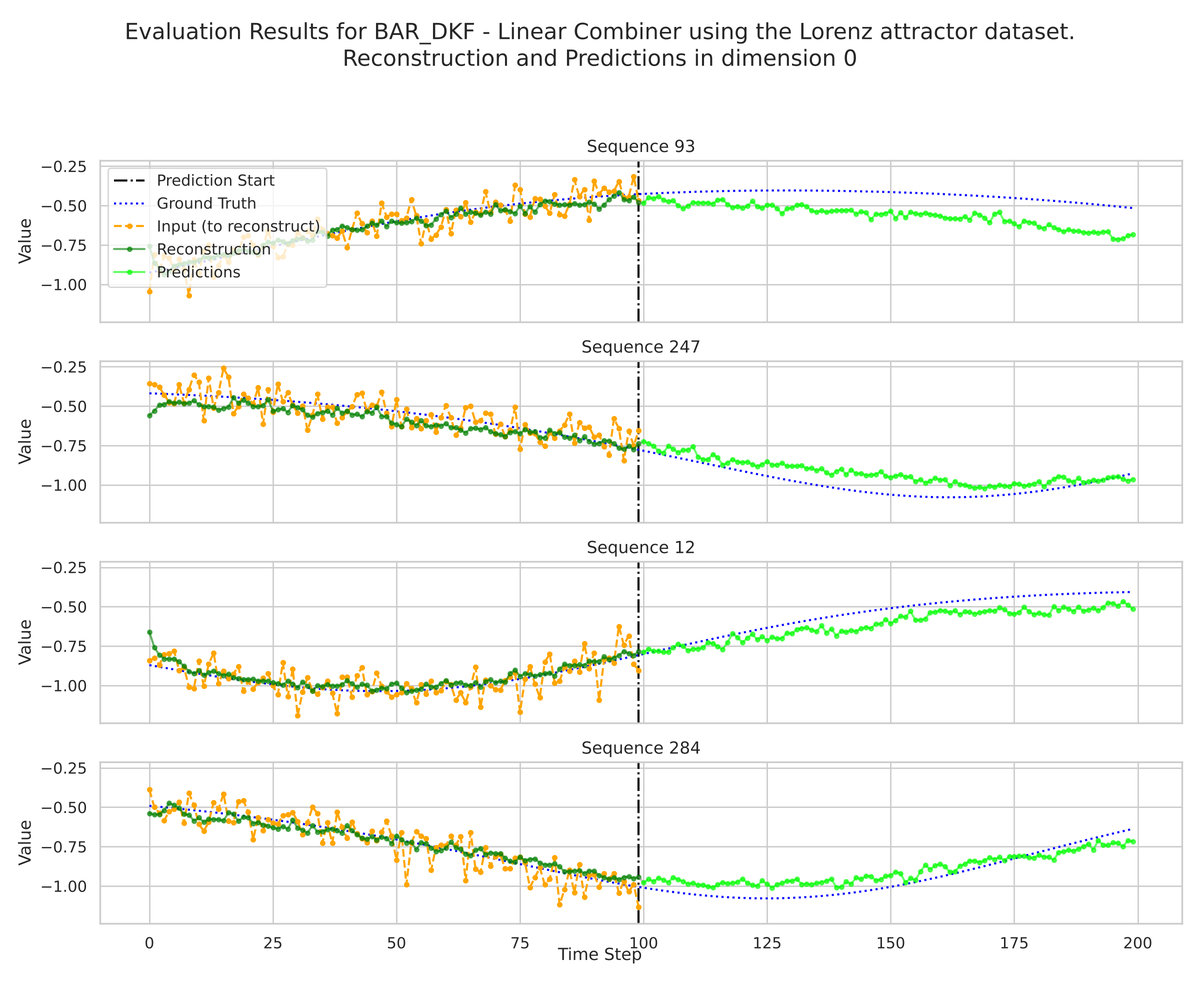 Evaluation Results for BAR_DKF - Linear Combiner using the Lorenz attractor dataset.
Reconstruction and Predictions in dimension 0
Sequence 93
−0.25
−0.50
−0.75
−1.00
Value
Prediction Start
Ground Truth
Input (to reconstruct)
Reconstruction
Predictions
Sequence 247
−0.25
−0.50
−0.75
−1.00
Value
Sequence 12
−0.25
−0.50
−0.75
−1.00
Value
Sequence 284
−0.25
−0.50
−0.75
−1.00
Value
0 25 50 75 100 125 150 175 200
Time Step